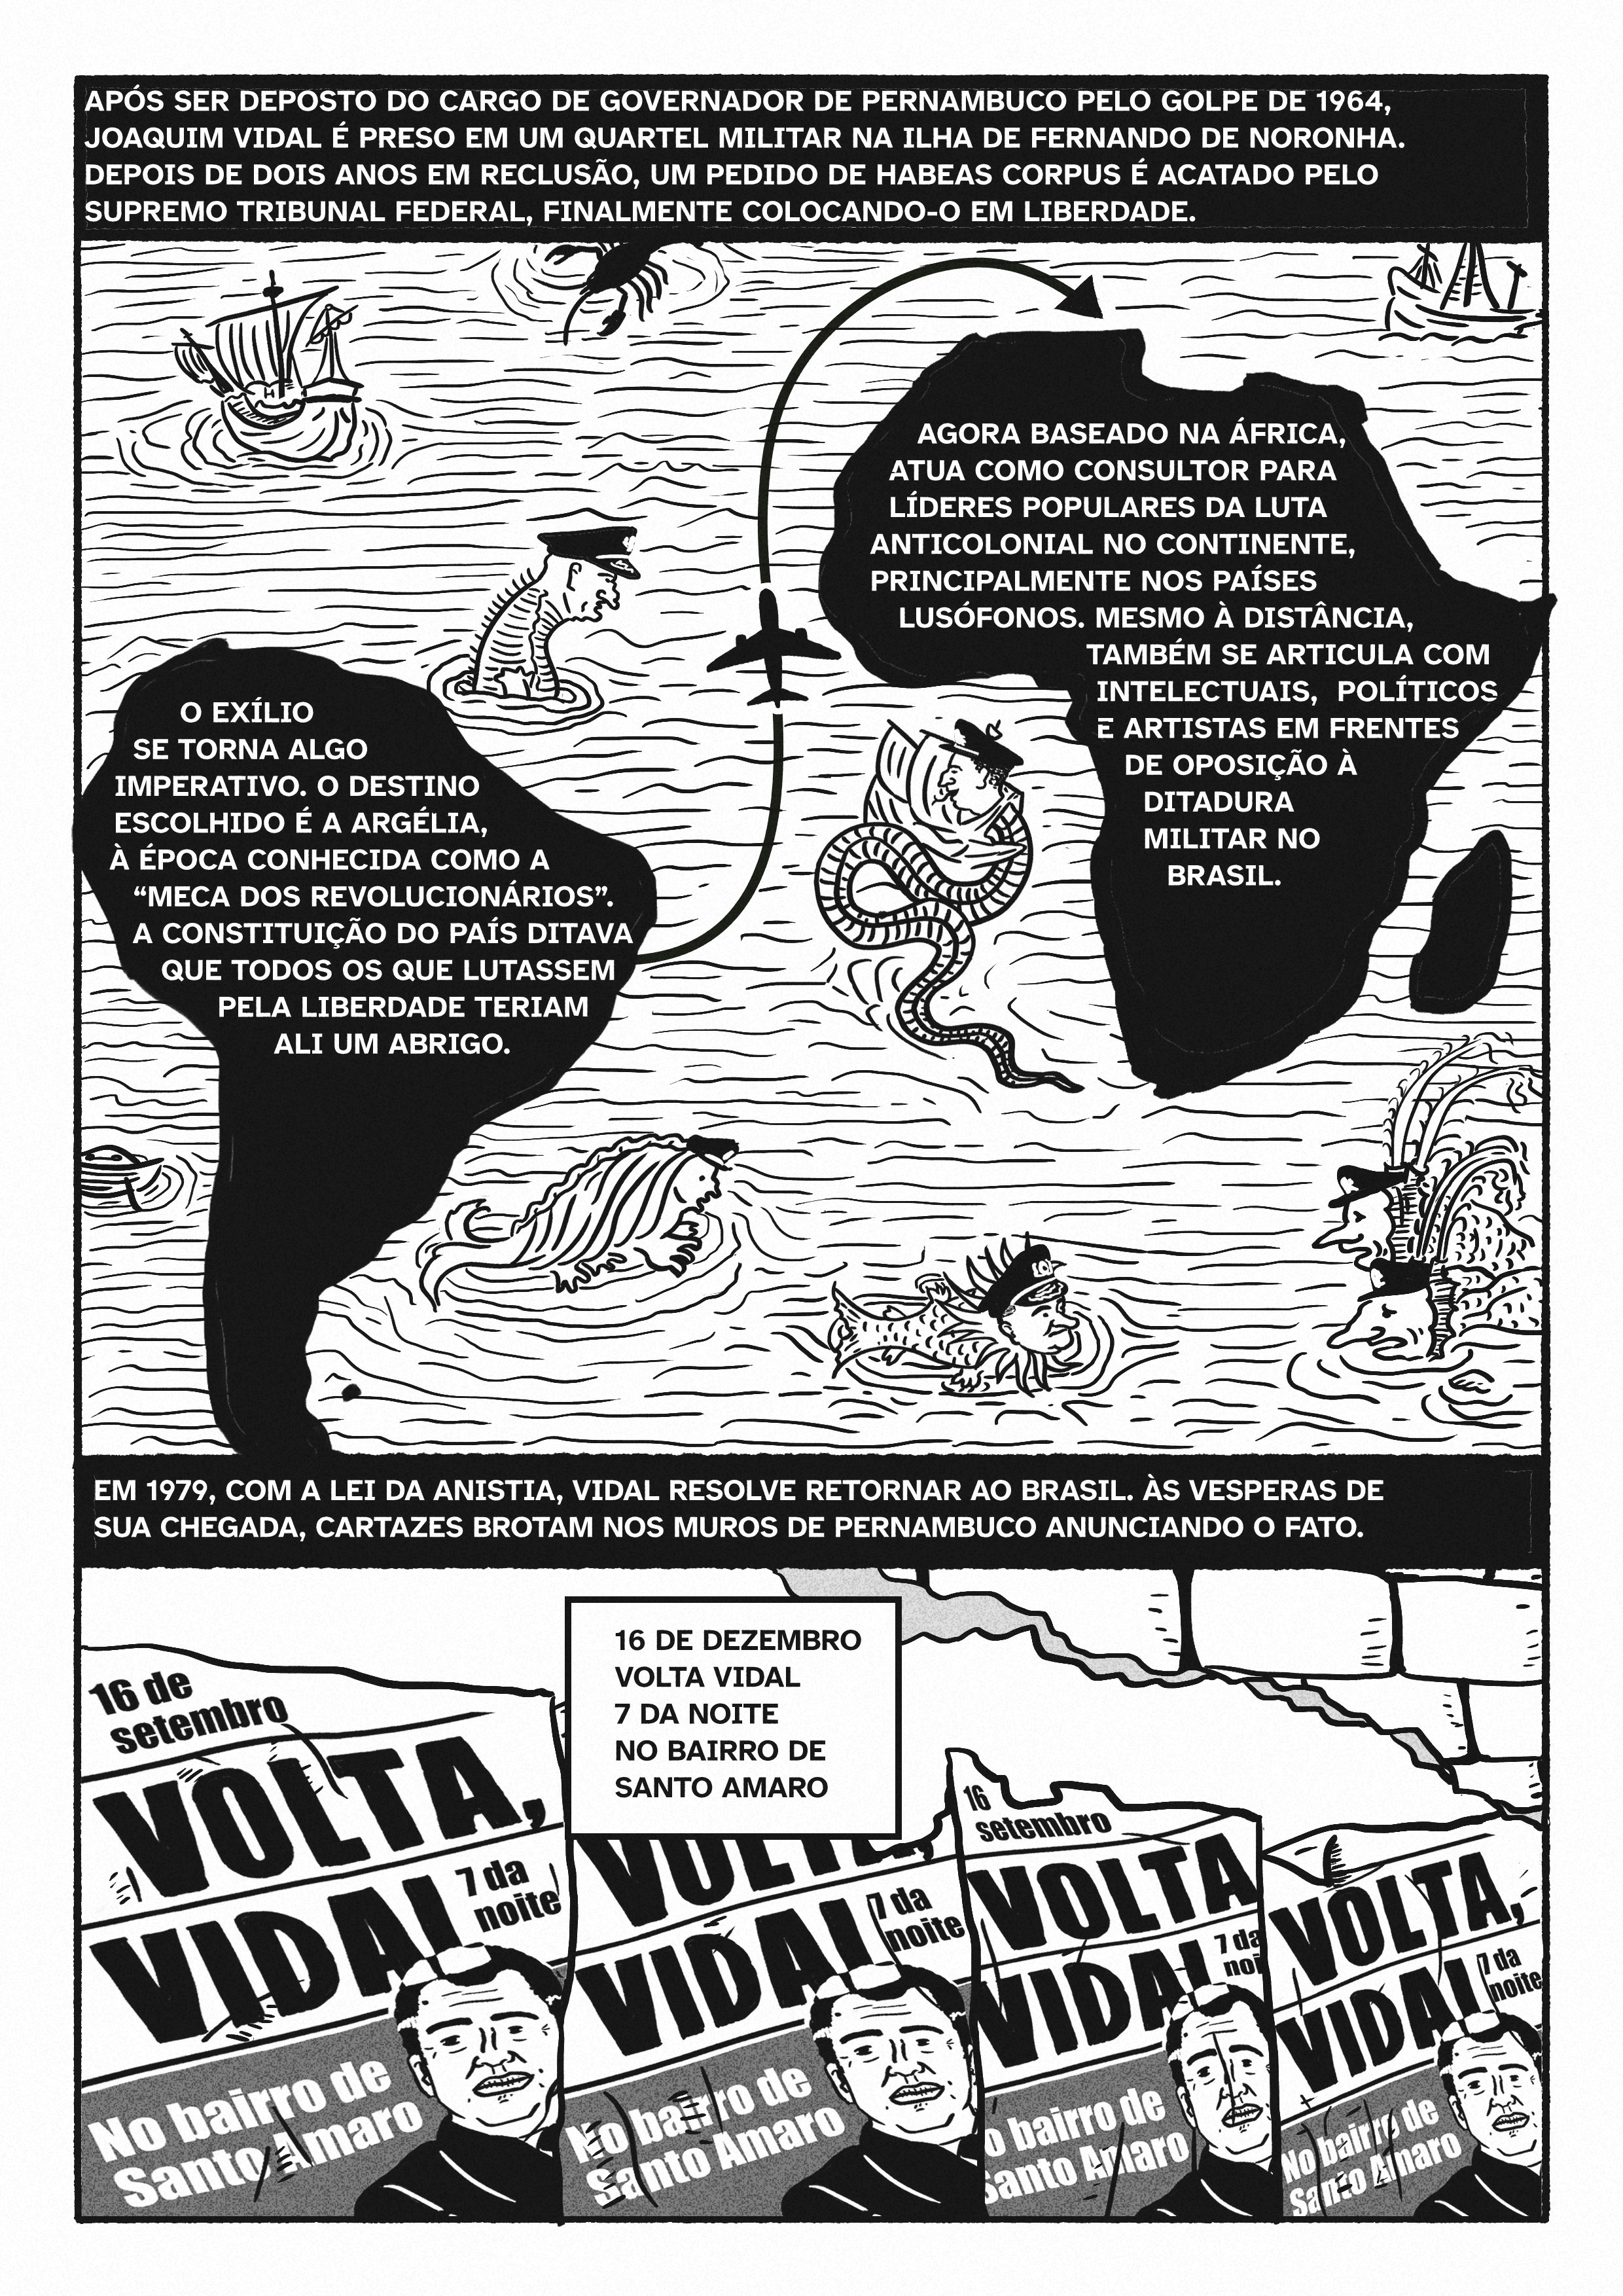 APÓS SER DEPOSTO DO CARGO DE GOVERNADOR DE PERNAMBUCO PELO GOLPE DE 1964,
JOAQUIM VIDAL É PRESO EM UM QUARTEL MILITAR NA ILHA DE FERNANDO DE NORONHA.
DEPOIS DE DOIS ANOS EM RECLUSÃO, UM PEDIDO DE HABEAS CORPUS É ACATADO PELO
SUPREMO TRIBUNAL FEDERAL, FINALMENTE COLOCANDO-O EM LIBERDADE.
O EXÍLIO
SE TORNA ALGO
IMPERATIVO. O DESTINO
ESCOLHIDO É A ARGÉLIA,
À ÉPOCA CONHECIDA COMO A
“MECA DOS REVOLUCIONÁRIOS”.
A CONSTITUIÇÃO DO PAÍS DITAVA
QUE TODOS OS QUE LUTASSEM
PELA LIBERDADE TERIAM
ALI UM ABRIGO.
AGORA BASEADO NA ÁFRICA,
ATUA COMO CONSULTOR PARA
LÍDERES POPULARES DA LUTA
ANTICOLONIAL NO CONTINENTE,
PRINCIPALMENTE NOS PAÍSES
LUSÓFONOS. MESMO À DISTÂNCIA,
TAMBÉM SE ARTICULA COM
INTELECTUAIS, POLÍTICOS
E ARTISTAS EM FRENTES
DE OPOSIÇÃO À
DITADURA
MILITAR NO
BRASIL.
EM 1979, COM A LEI DA ANISTIA, VIDAL RESOLVE RETORNAR AO BRASIL. ÀS VESPERAS DE
SUA CHEGADA, CARTAZES BROTAM NOS MUROS DE PERNAMBUCO ANUNCIANDO O FATO.
16 DE DEZEMBRO
VOLTA VIDAL
7 DA NOITE
NO BAIRRO DE
SANTO AMARO
16 de
setembro
VOLTA,
VIDAL
7 da
noite
No bairro de
Santo Amaro
VOLTA,
VIDAL
7 da
noite
No bairro de
Santo Amaro
16
setembro
VOLTA
VIDAL
7 da
noi
o bairro de
Santo Amaro
VOLTA,
VIDAL
7 da
noite
No bairro de
Santo Amaro